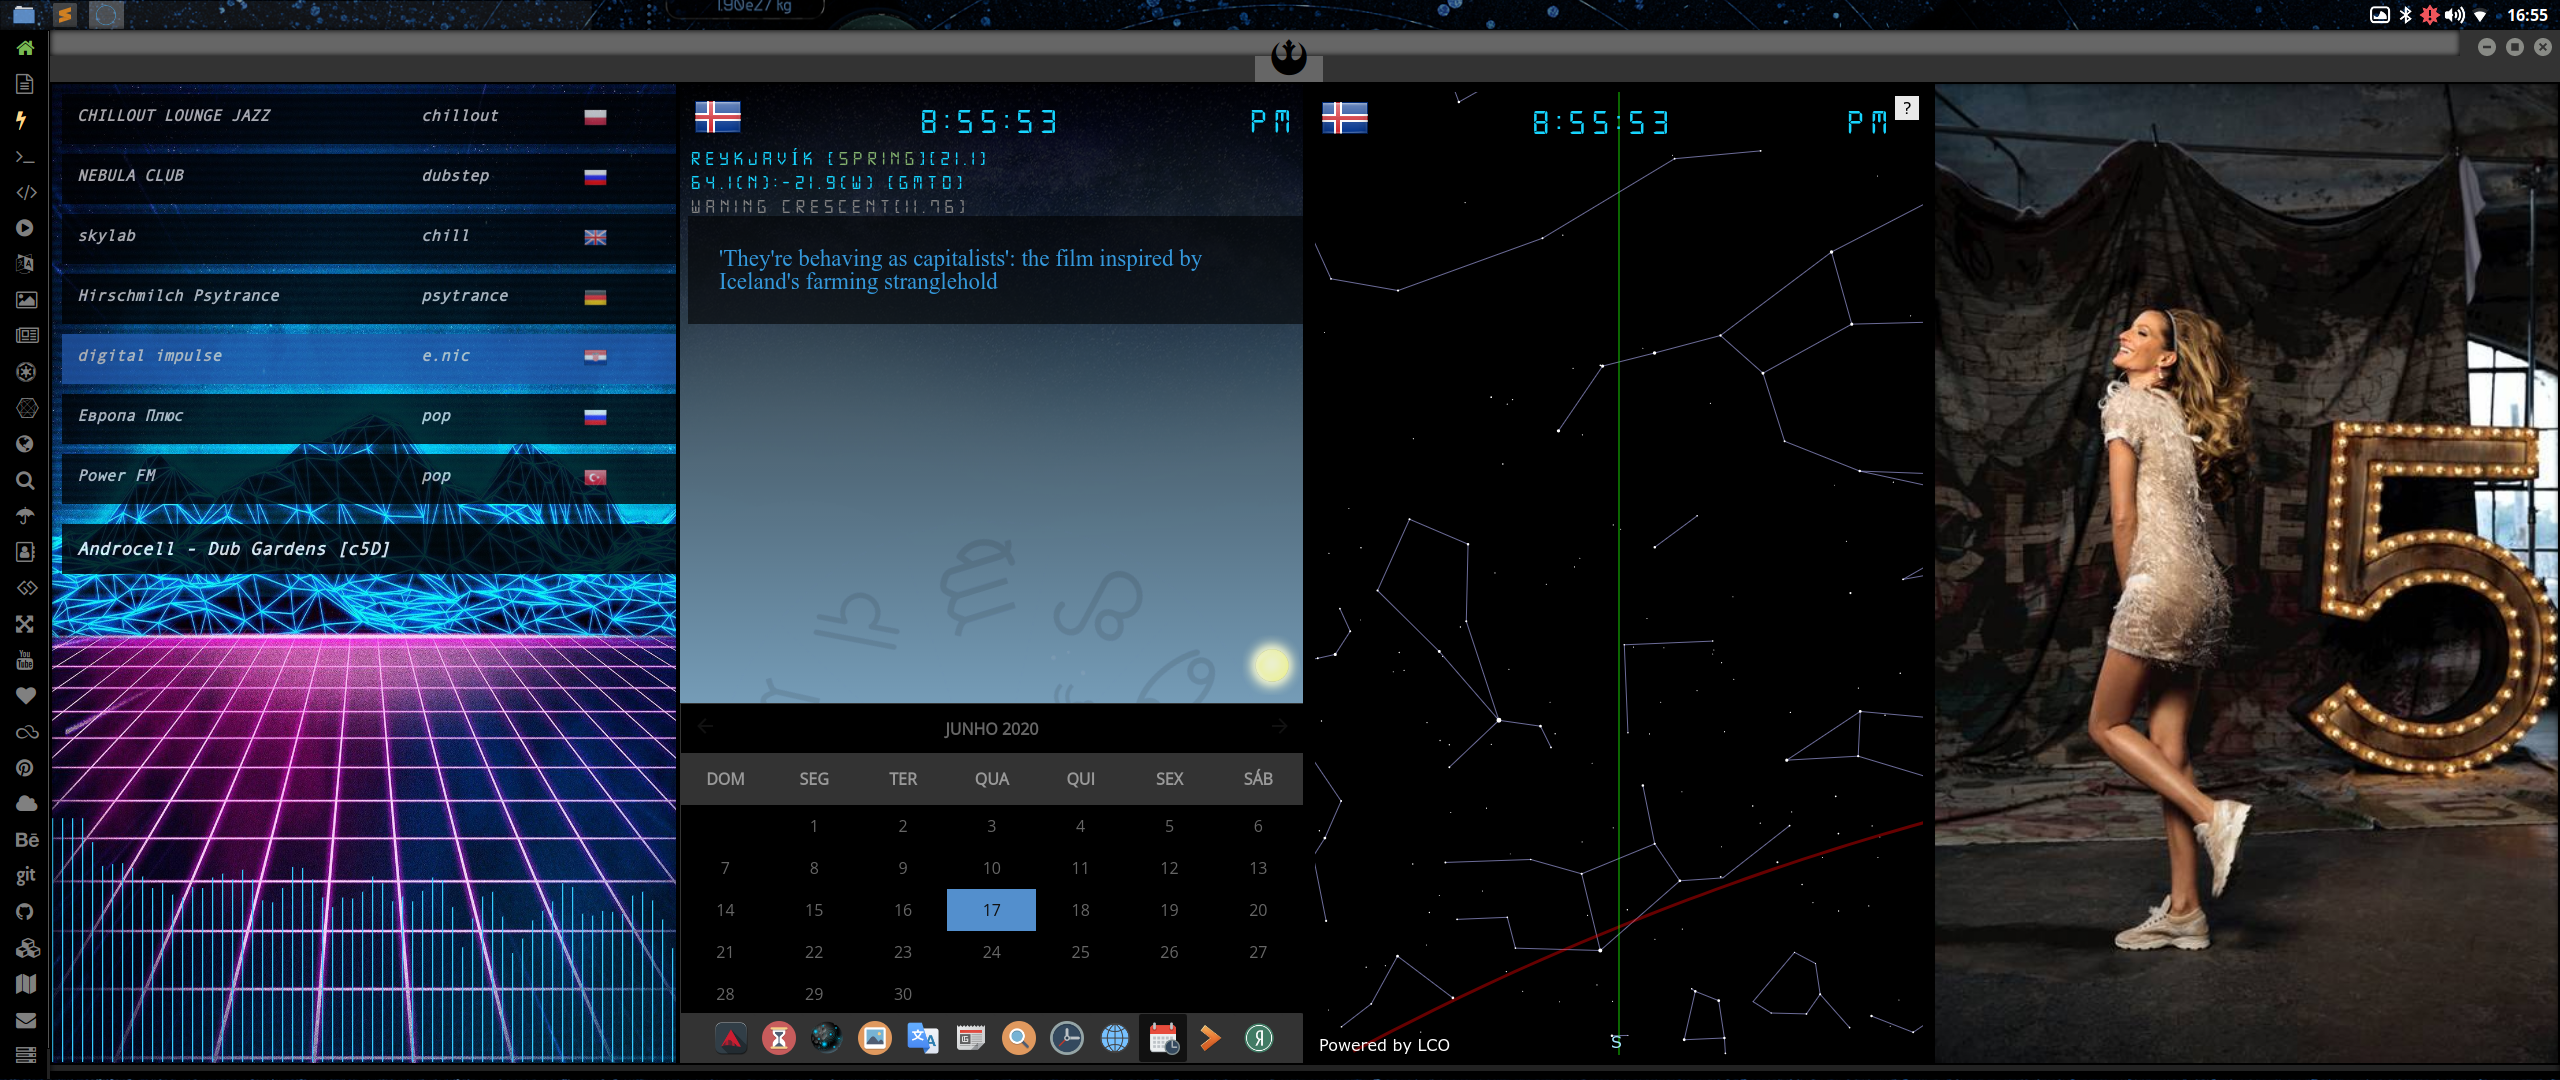 1.90e27 kg
16:55
CHILLOUT LOUNGE JAZZ chillout
NEBULA CLUB dubstep
skylab chill
Hirschmilch Psytrance psytrance
digital impulse e.nic
Европа Плюс pop
Power FM pop
Androcell - Dub Gardens [c5D]
8:55:53 PM
REYKJAVÍK [SPRING][21.1]
64.1(N):-21.9(W) [GMT0]
WANING CRESCENT[11.76]
'They're behaving as capitalists': the film inspired by
Iceland's farming stranglehold
JUNHO 2020
DOM SEG TER QUA QUI SEX SÁB
1 2 3 4 5 6
7 8 9 10 11 12 13
14 15 16 17 18 19 20
21 22 23 24 25 26 27
28 29 30
8:55:53 PM ?
S
Powered by LCO
5
You
Tube
Bē
git